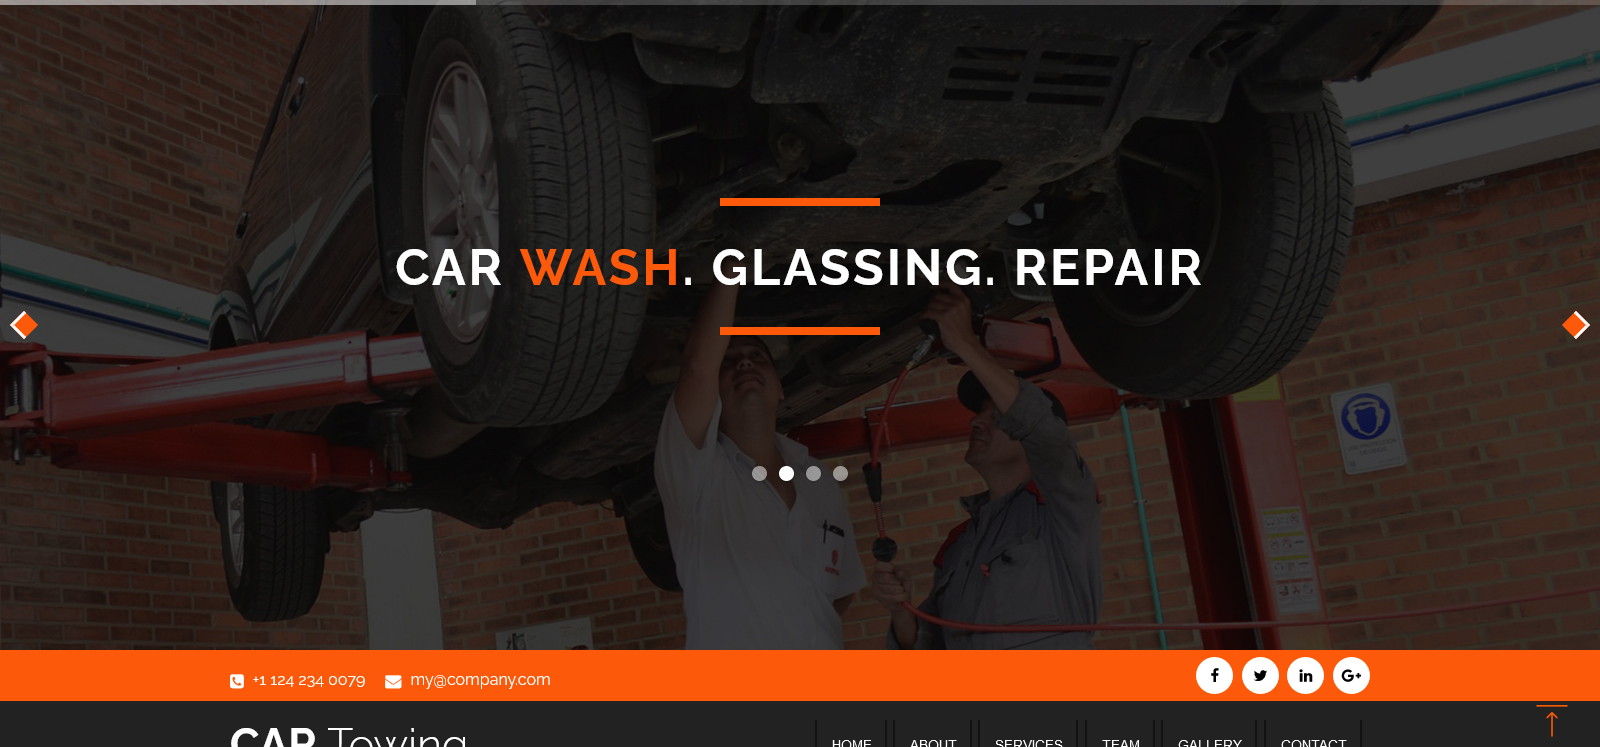 CAR WASH. GLASSING. REPAIR
+1 124 234 0079 my@company.com
CAR Towing
HOME ABOUT SERVICES TEAM GALLERY CONTACT